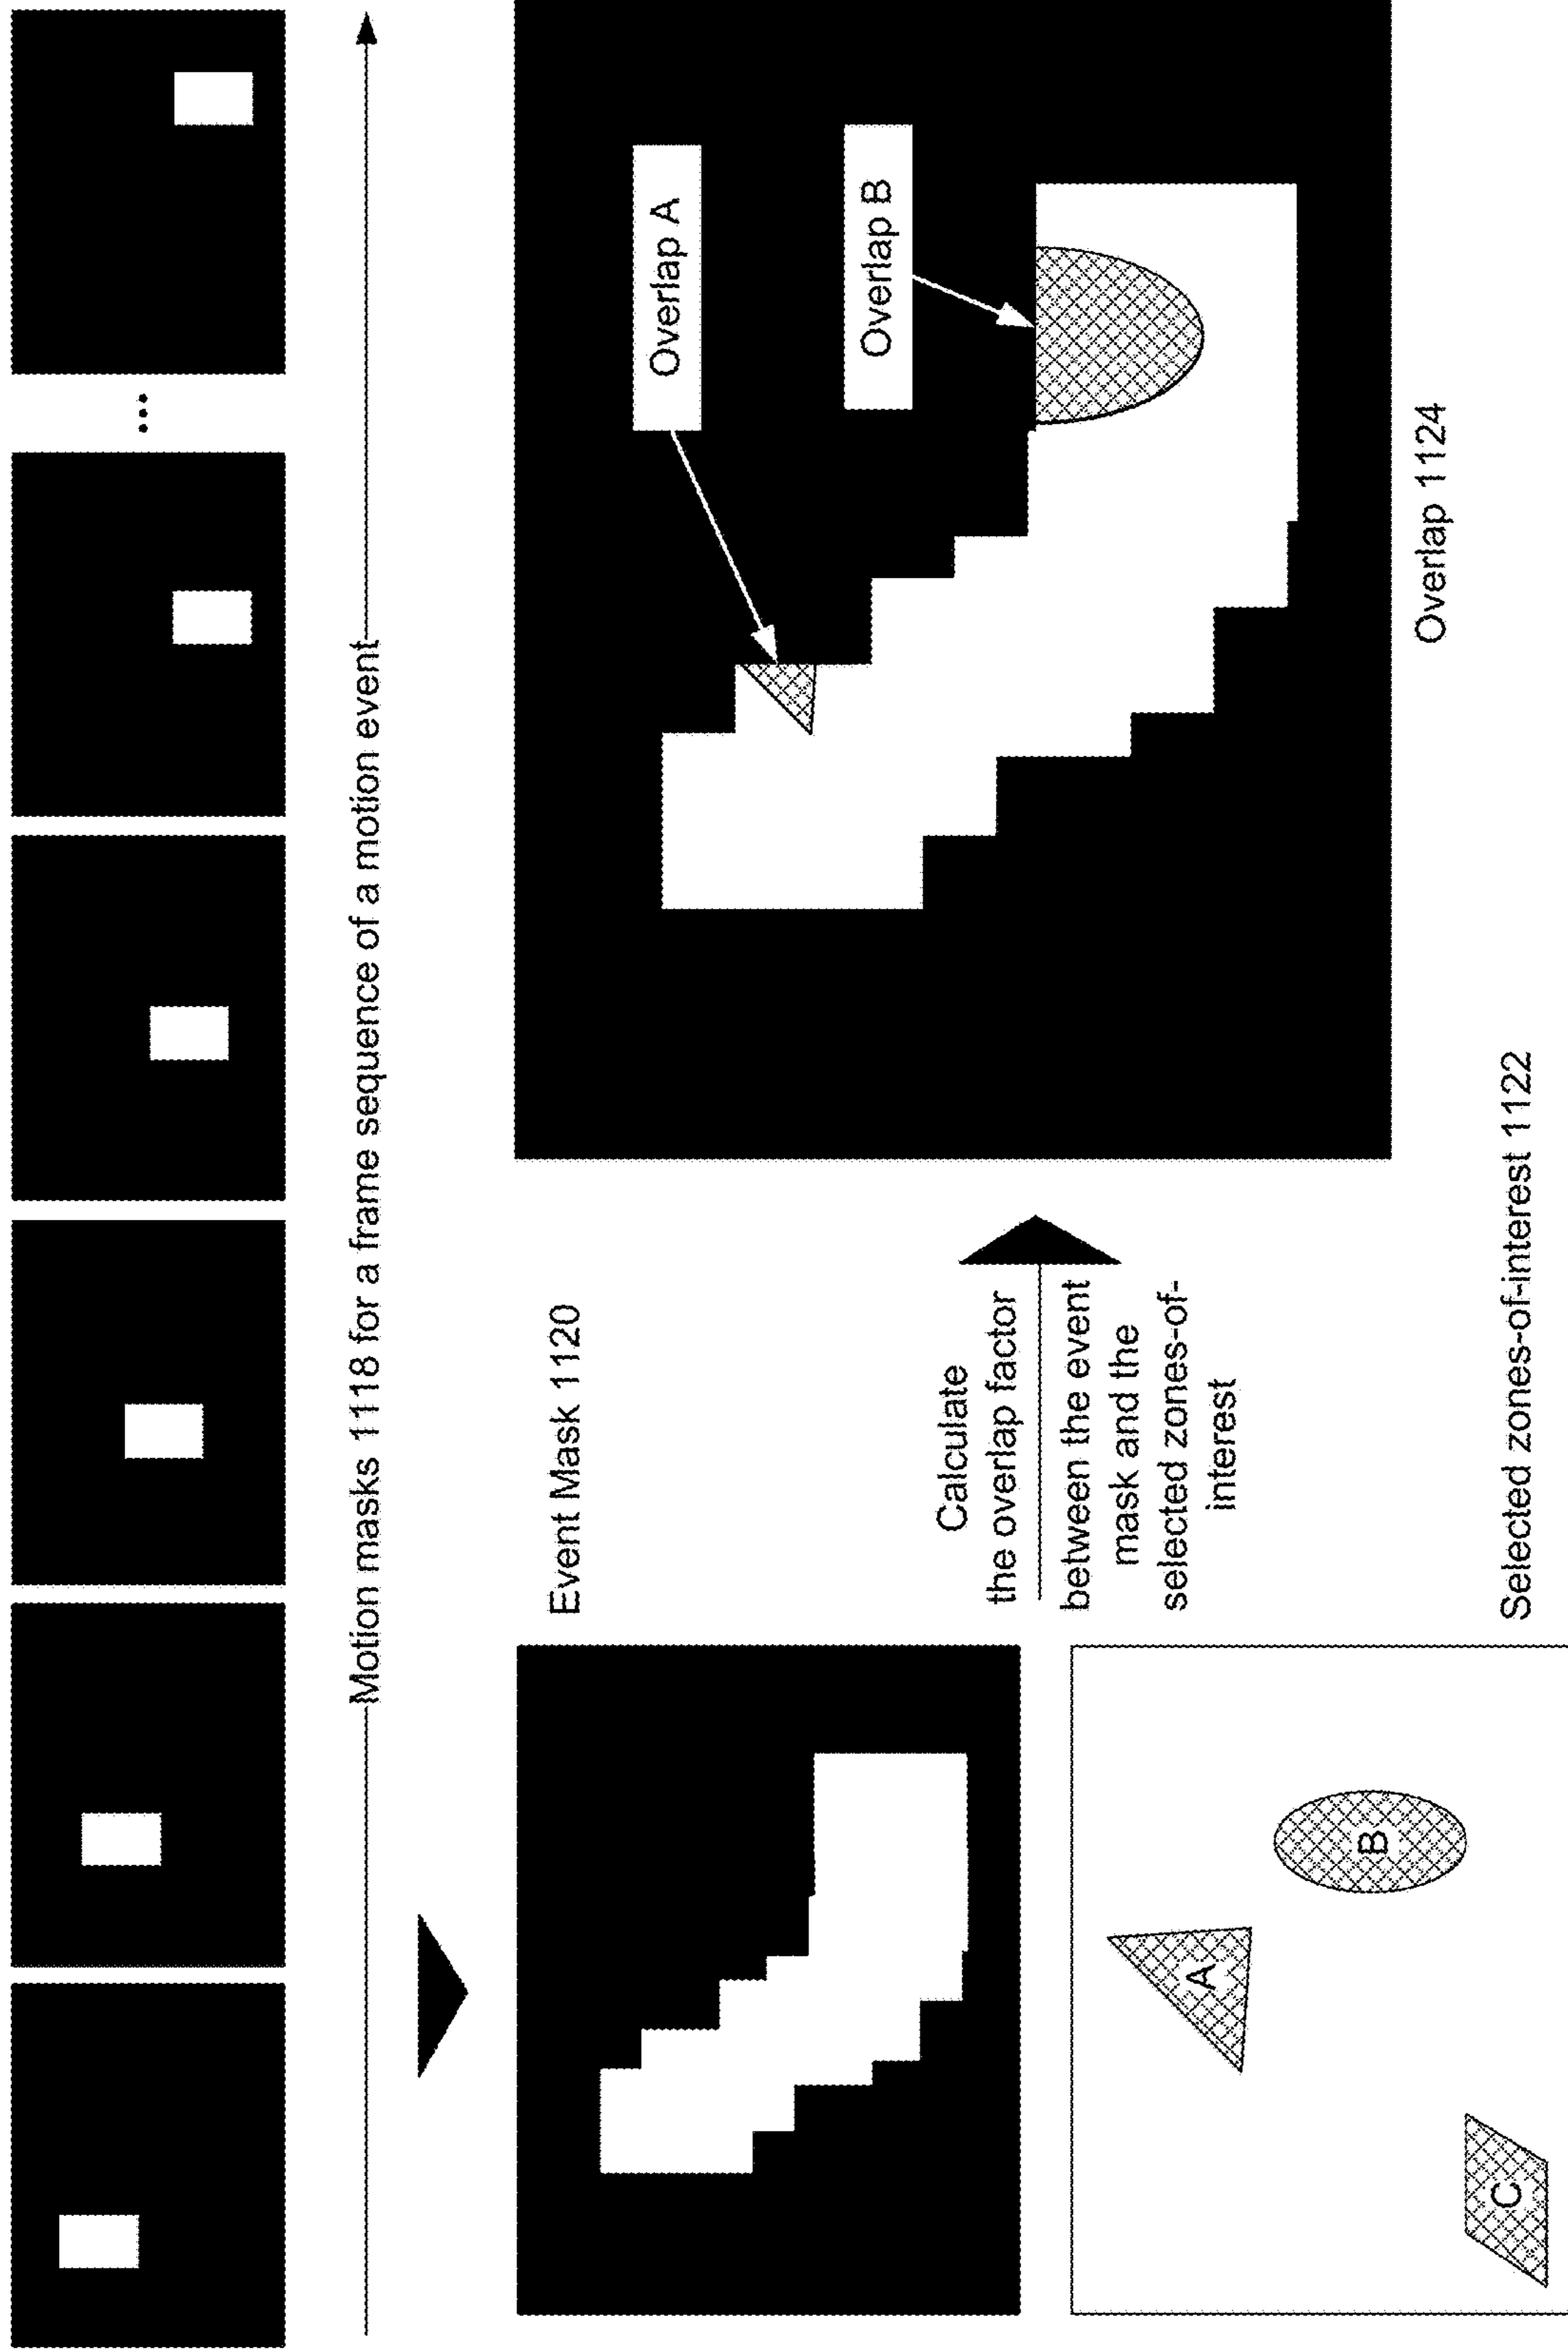 ...
Motion masks 1118 for a frame sequence of a motion event
Event Mask 1120
Calculate
the overlap factor
between the event
mask and the
selected zones-of-
interest
Overlap A
Overlap B
Overlap 1124
A
B
C
Selected zones-of-interest 1122